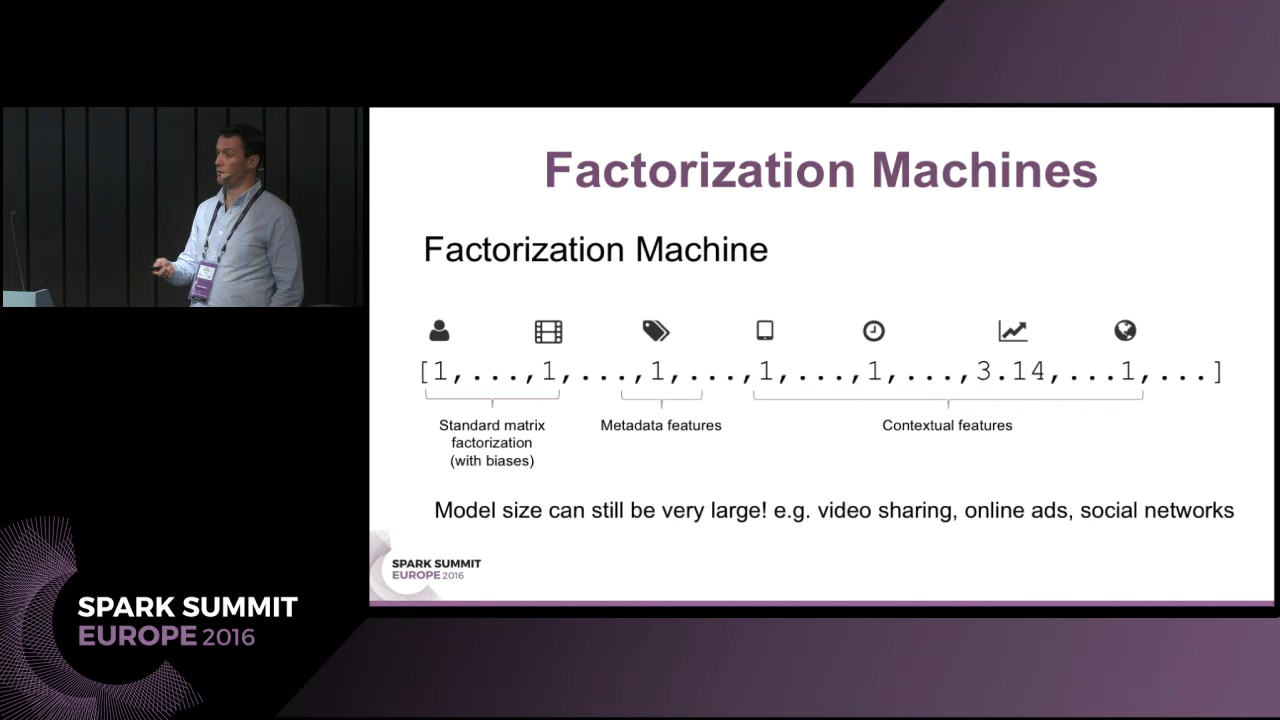 Factorization Machines
Factorization Machine
[1,...,1,...,1,...,1,...,1,...,3.14,...1,...]
Standard matrix
factorization
(with biases)
Metadata features
Contextual features
Model size can still be very large! e.g. video sharing, online ads, social networks
SPARK SUMMIT
EUROPE 2016
SPARK SUMMIT
EUROPE 2016